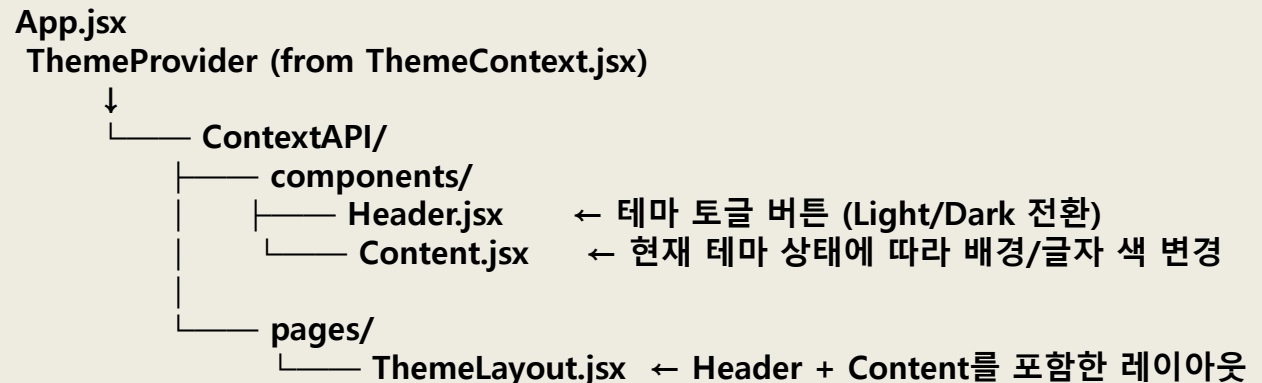 App.jsx
ThemeProvider (from ThemeContext.jsx)
↓
└─── ContextAPI/
├─── components/
│ ├─── Header.jsx ← 테마 토글 버튼 (Light/Dark 전환)
│ └─── Content.jsx ← 현재 테마 상태에 따라 배경/글자 색 변경
│
└─── pages/
└─── ThemeLayout.jsx ← Header + Content를 포함한 레이아웃